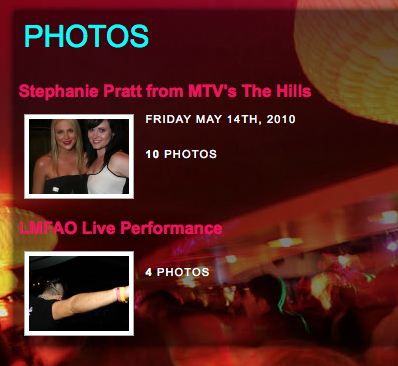 PHOTOS
Stephanie Pratt from MTV's The Hills
FRIDAY MAY 14TH, 2010
10 PHOTOS
LMFAO Live Performance
4 PHOTOS